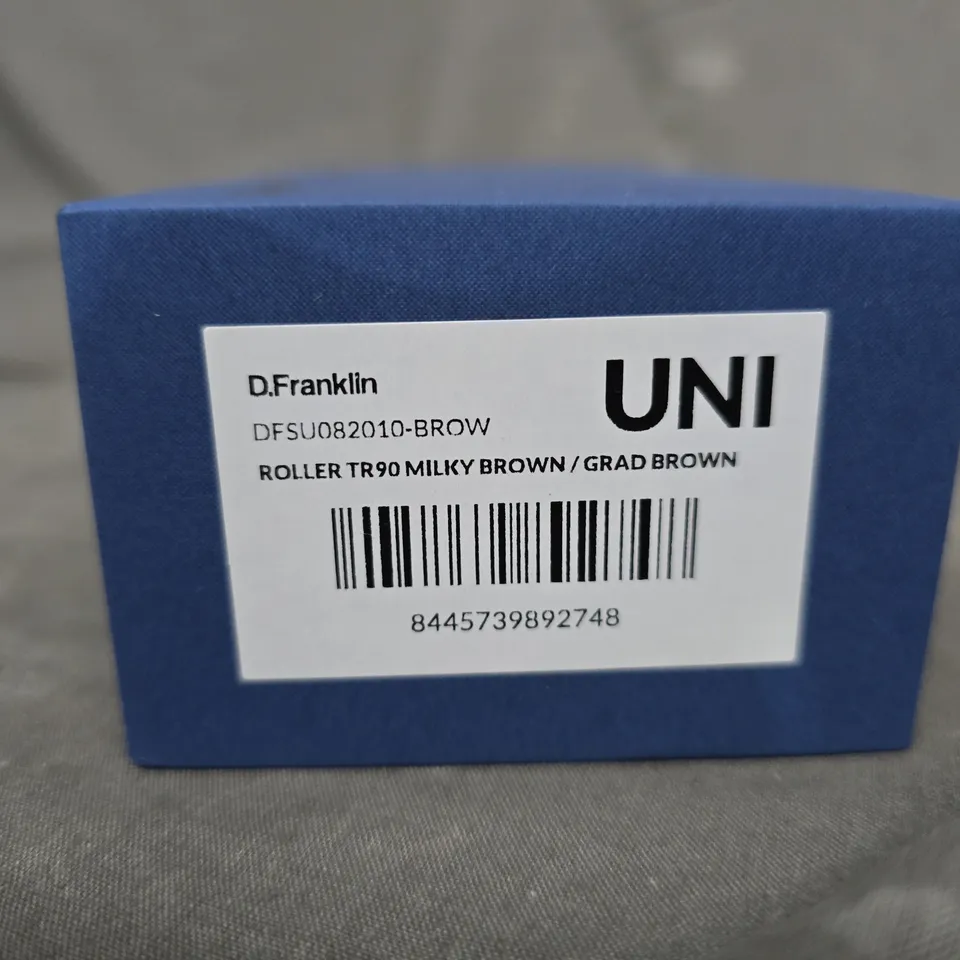 D.Franklin
UNI
DFSU082010-BROW
ROLLER TR90 MILKY BROWN / GRAD BROWN
8445739892748